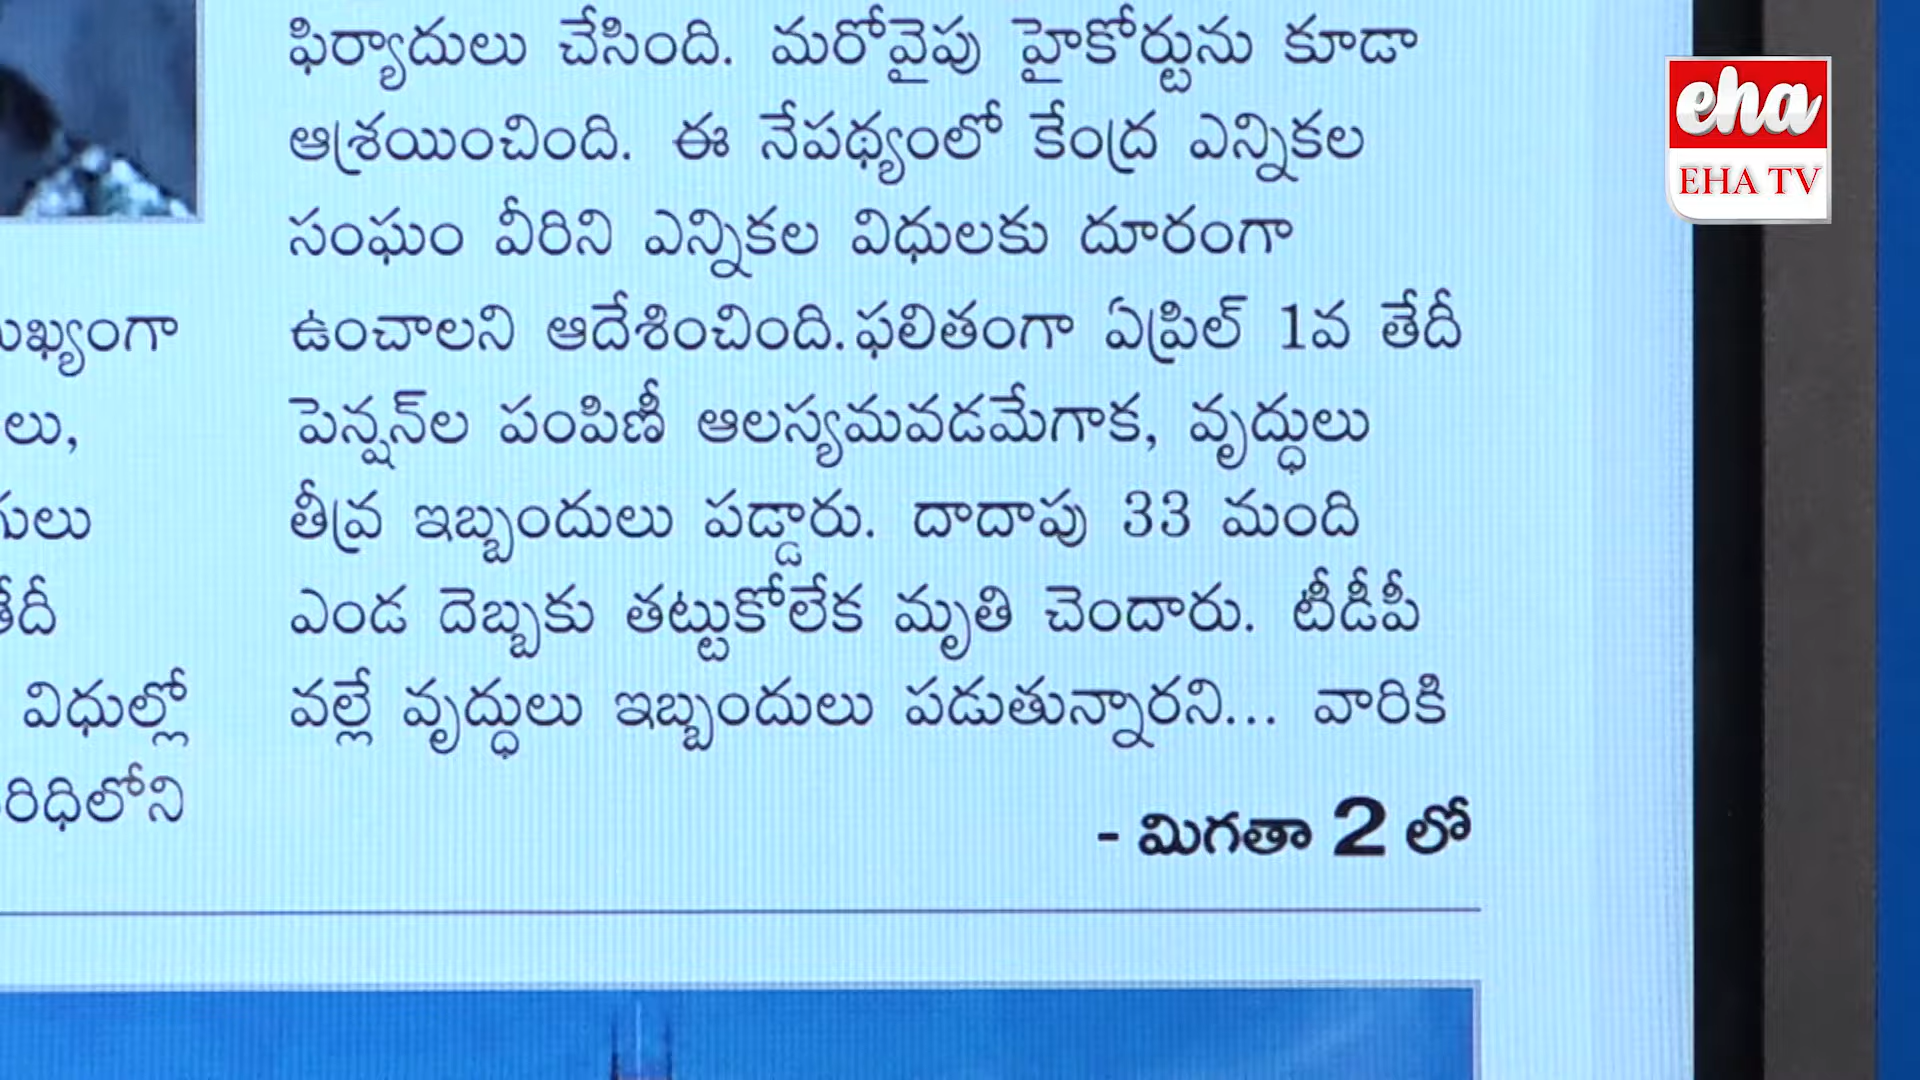 ఫిర్యాదులు చేసింది. మరోవైపు హైకోర్టును కూడా
ఆశ్రయించింది. ఈ నేపథ్యంలో కేంద్ర ఎన్నికల
సంఘం వీరిని ఎన్నికల విధులకు దూరంగా
ఉంచాలని ఆదేశించింది.ఫలితంగా ఏప్రిల్ 1వ తేదీ
పెన్షన్‌ల పంపిణీ ఆలస్యమవడమేగాక, వృద్ధులు
తీవ్ర ఇబ్బందులు పడ్డారు. దాదాపు 33 మంది
ఎండ దెబ్బకు తట్టుకోలేక మృతి చెందారు. టీడీపీ
వల్లే వృద్ధులు ఇబ్బందులు పడుతున్నారని... వారికి
- మిగతా 2 లో
విధుల్లో
eha
EHA TV